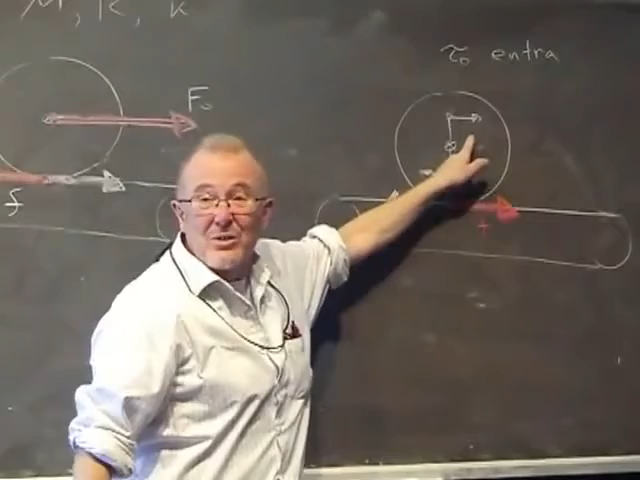 M, R, k
τ₀ entra
F₀
f